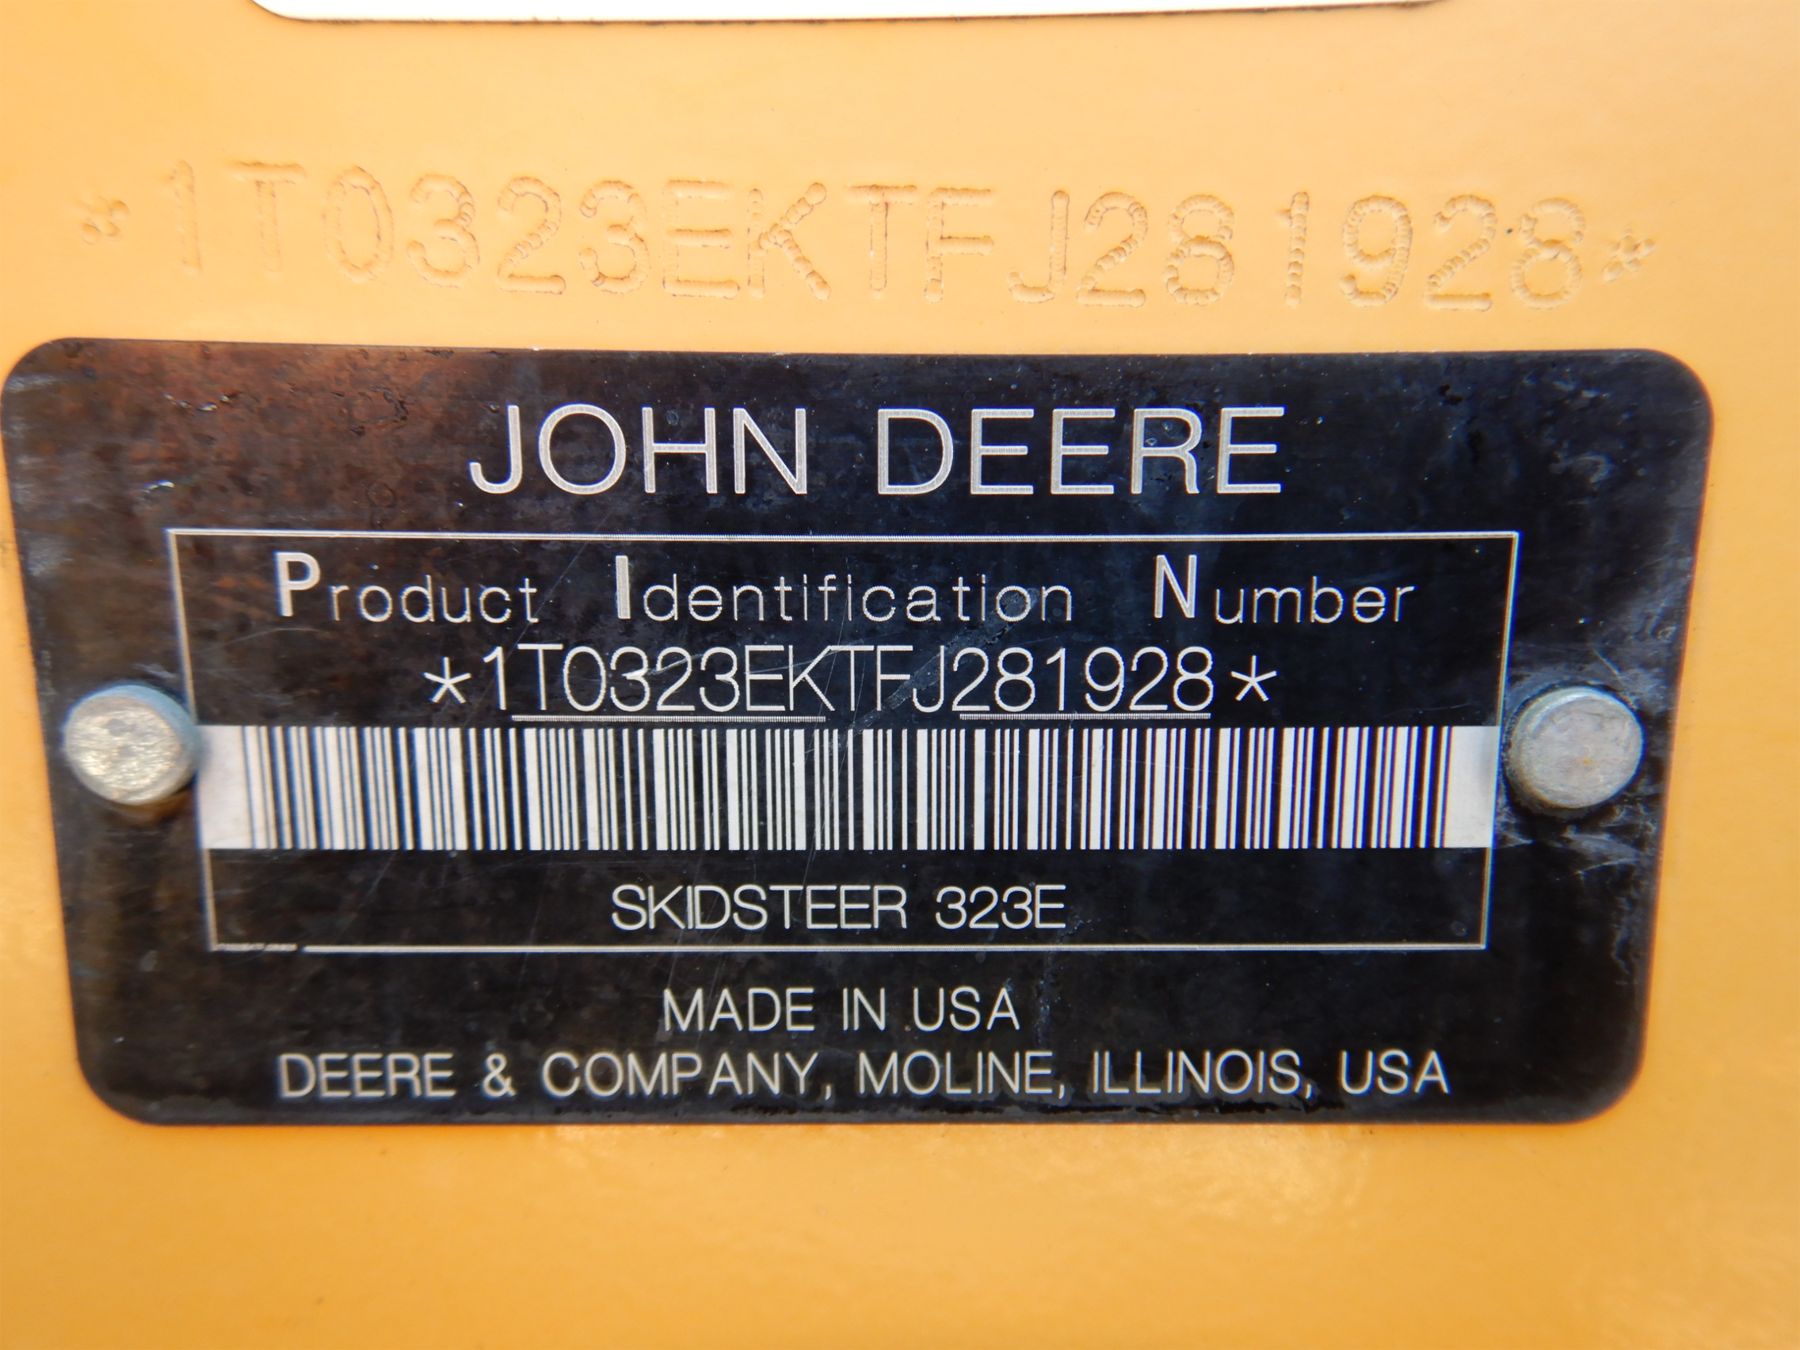 *1T0323EKTFJ281928*
JOHN DEERE
Product Identification Number
*1T0323EKTFJ281928*
SKIDSTEER 323E
MADE IN USA
DEERE & COMPANY, MOLINE, ILLINOIS, USA